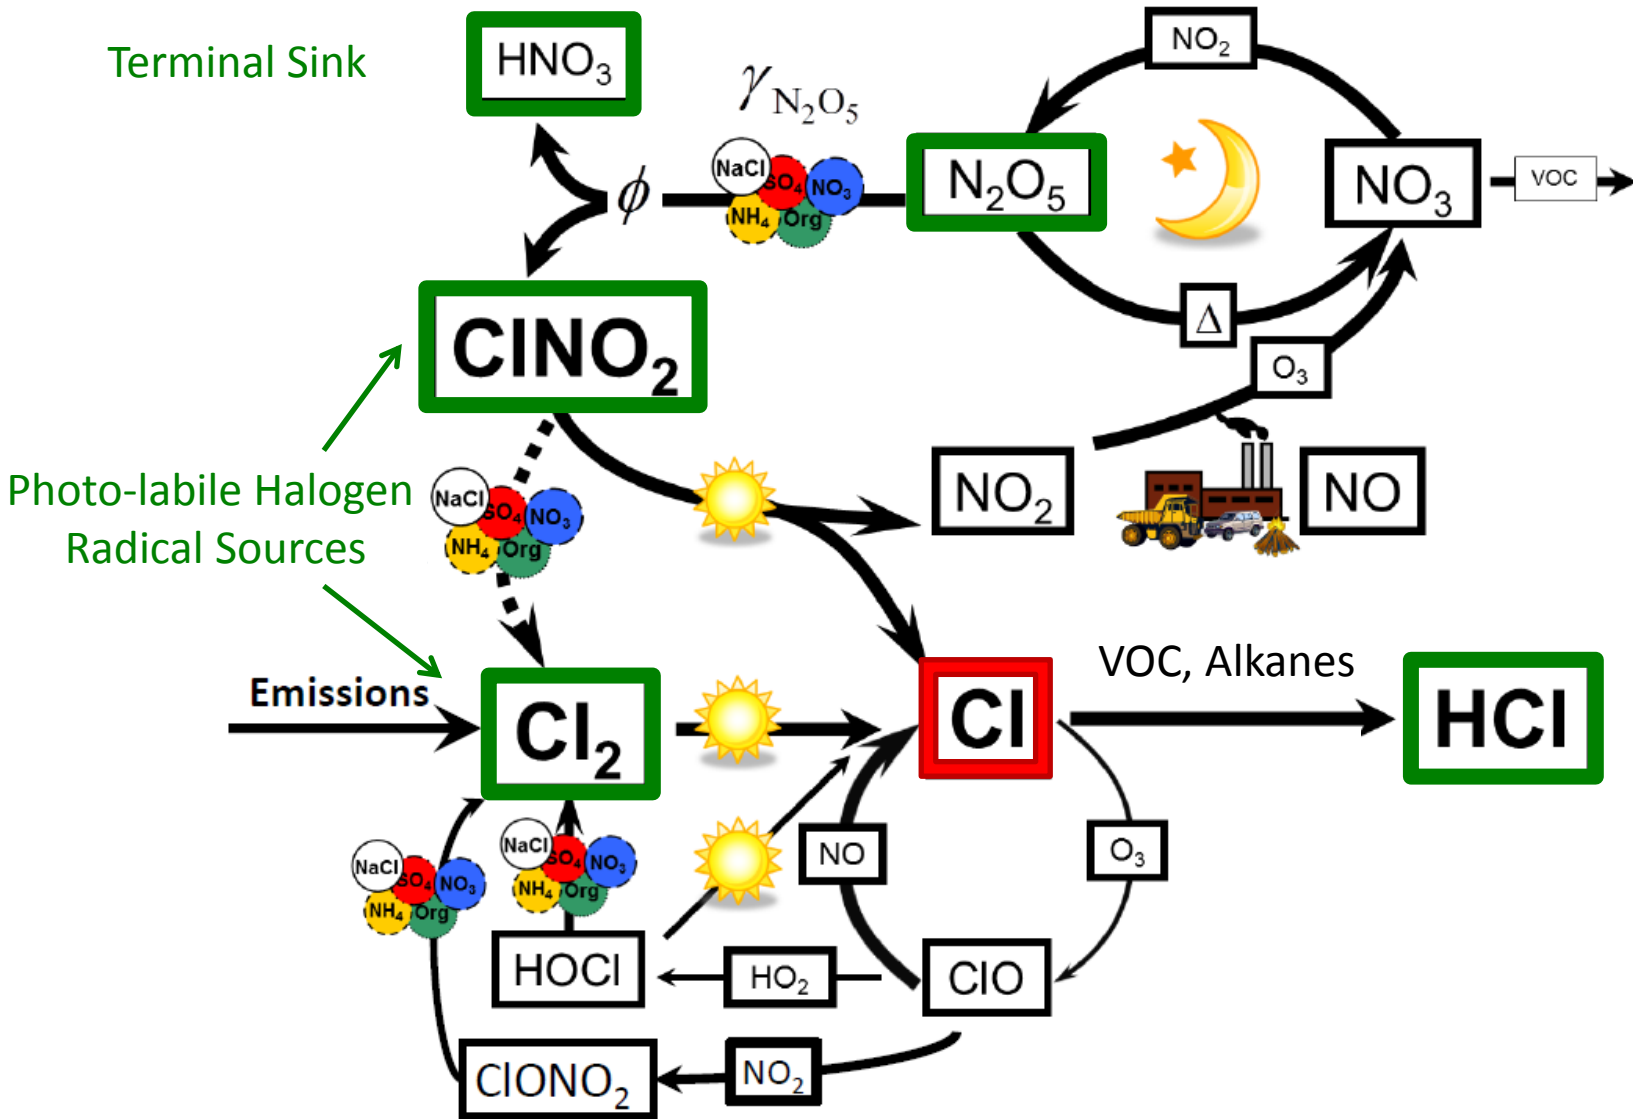 Terminal Sink
HNO₃
γ N₂O₅
NO₂
NaCl
SO₄
NO₃
NH₄
Org
ϕ
N₂O₅
NO₃
VOC
Δ
O₃
ClNO₂
Photo-labile Halogen
Radical Sources
NaCl
SO₄
NO₃
NH₄
Org
NO₂
NO
Emissions
Cl₂
Cl
VOC, Alkanes
HCl
NaCl
SO₄
NO₃
NH₄
Org
NaCl
SO₄
NO₃
NH₄
Org
NO
O₃
HOCl
HO₂
ClO
ClONO₂
NO₂